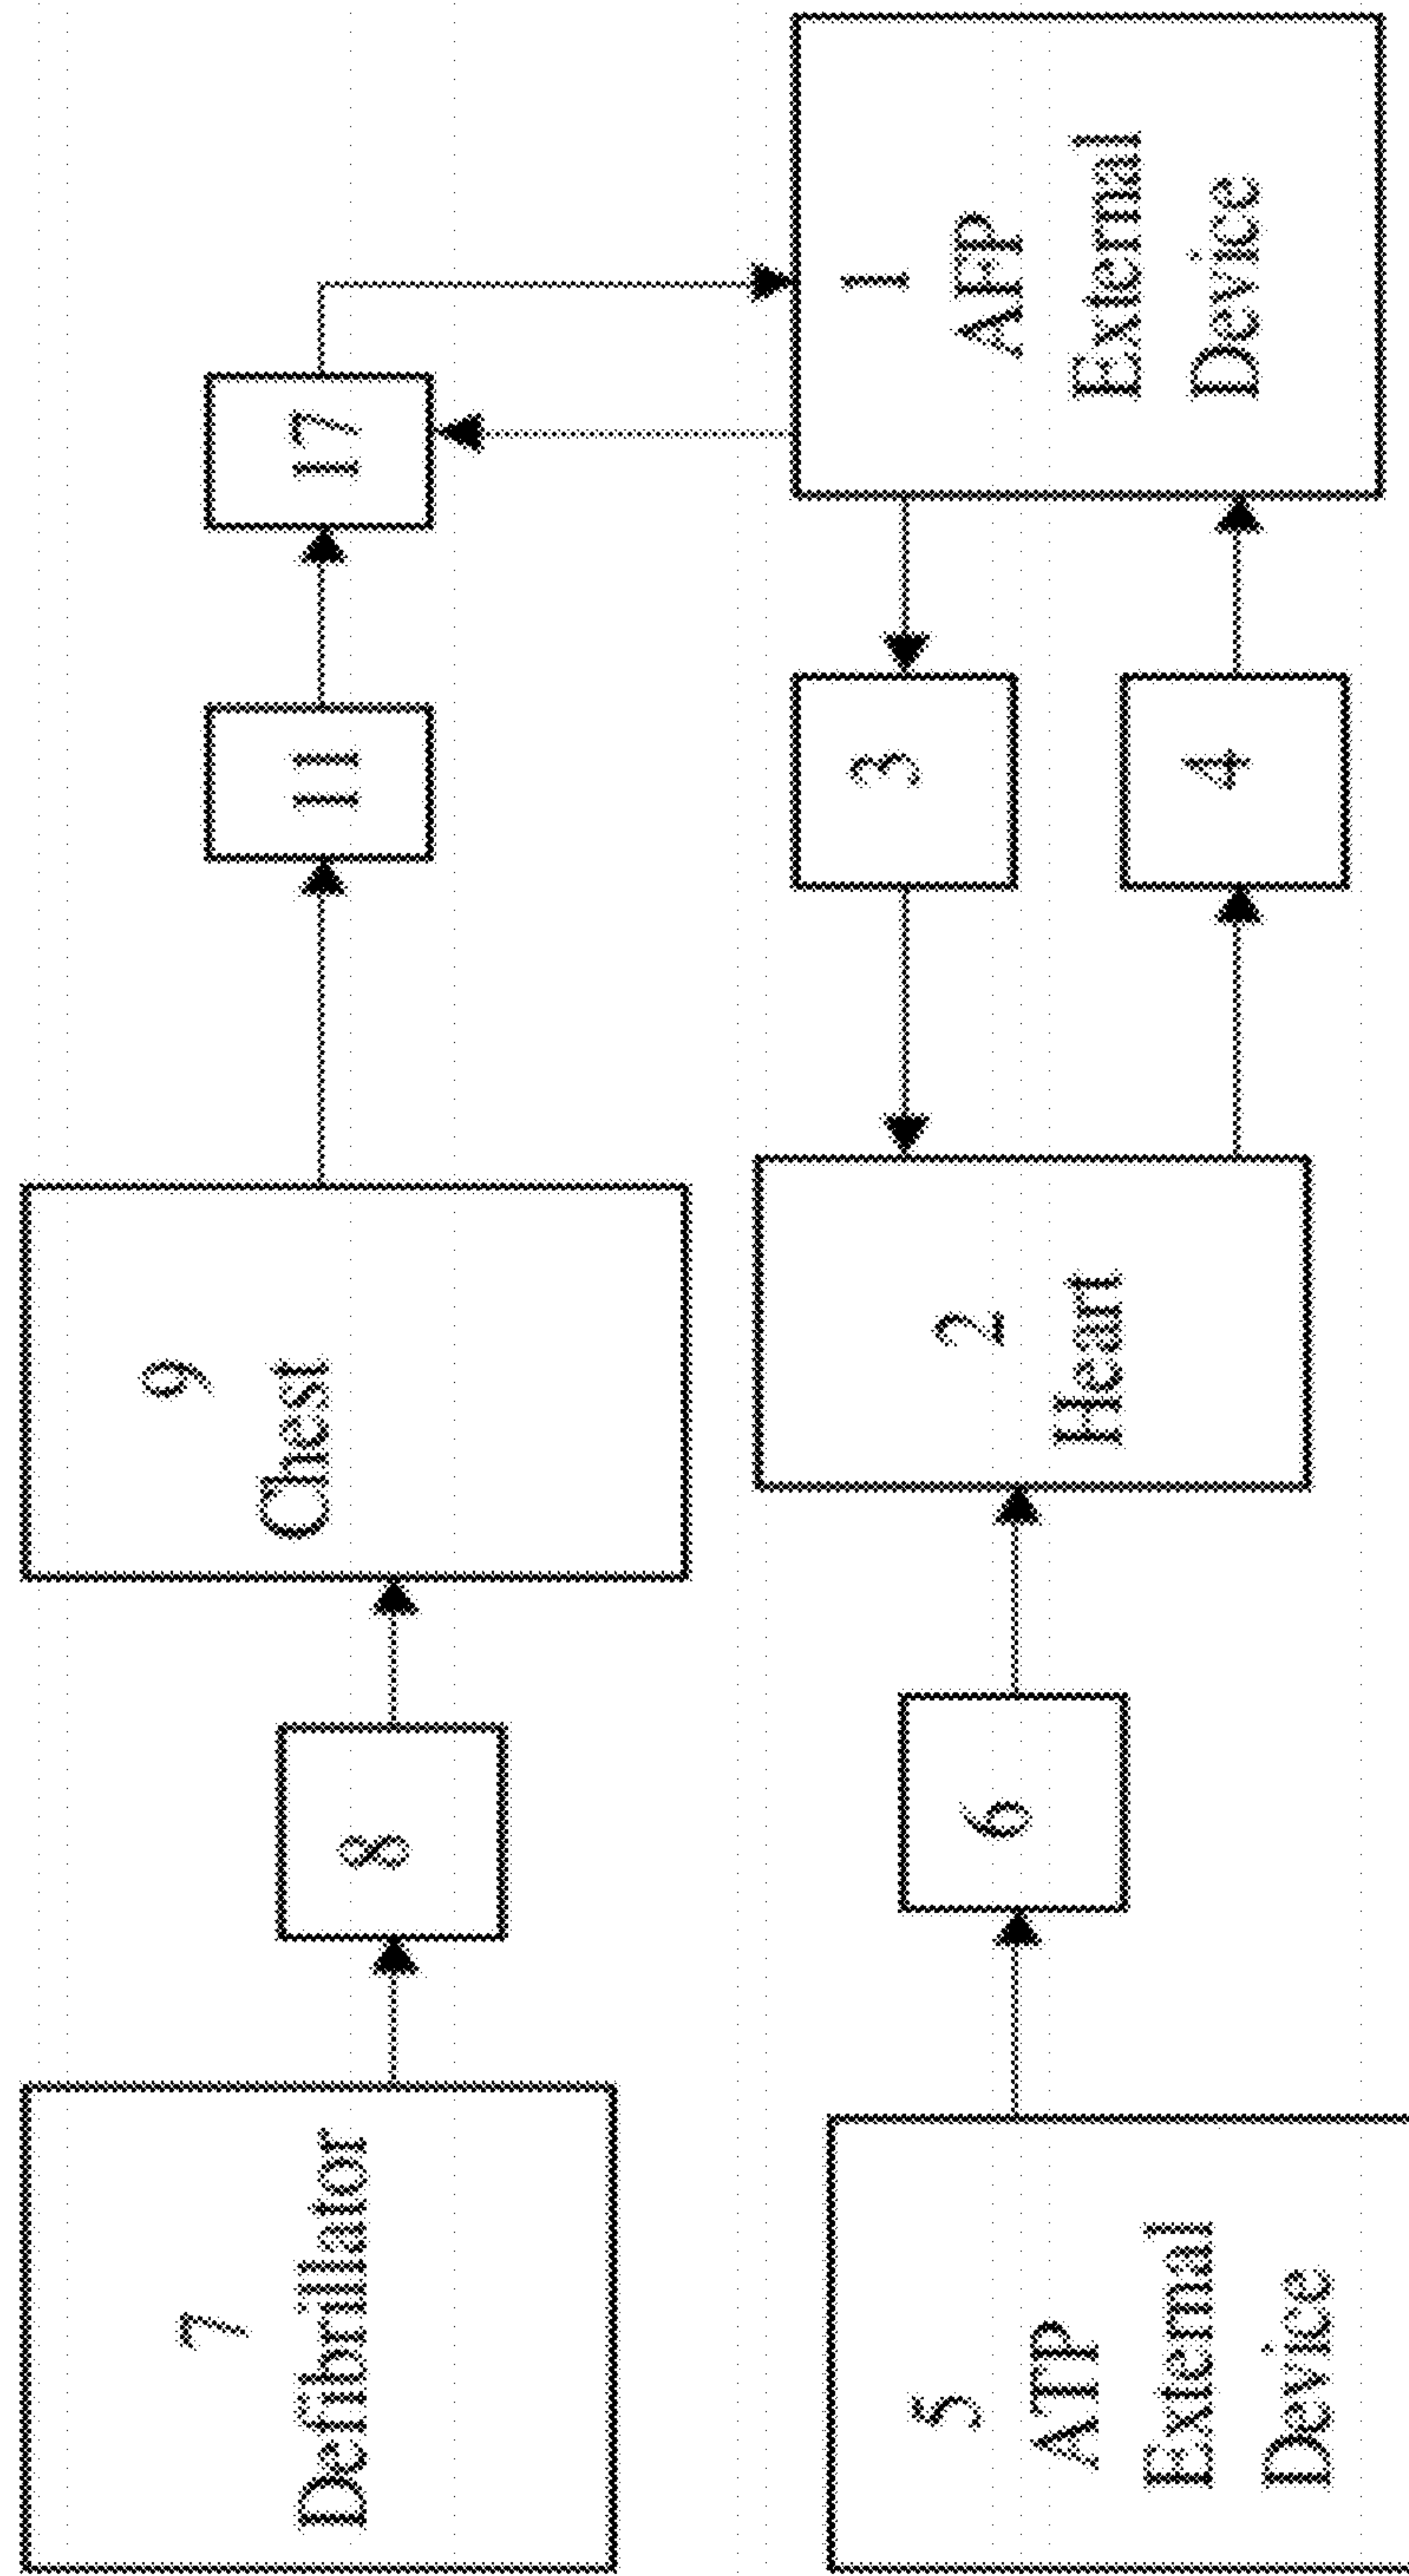 7
Defibrillator
8
9
Chest
11
17
5
ATP
External
Device
6
2
Heart
3
4
1
AFP
External
Device